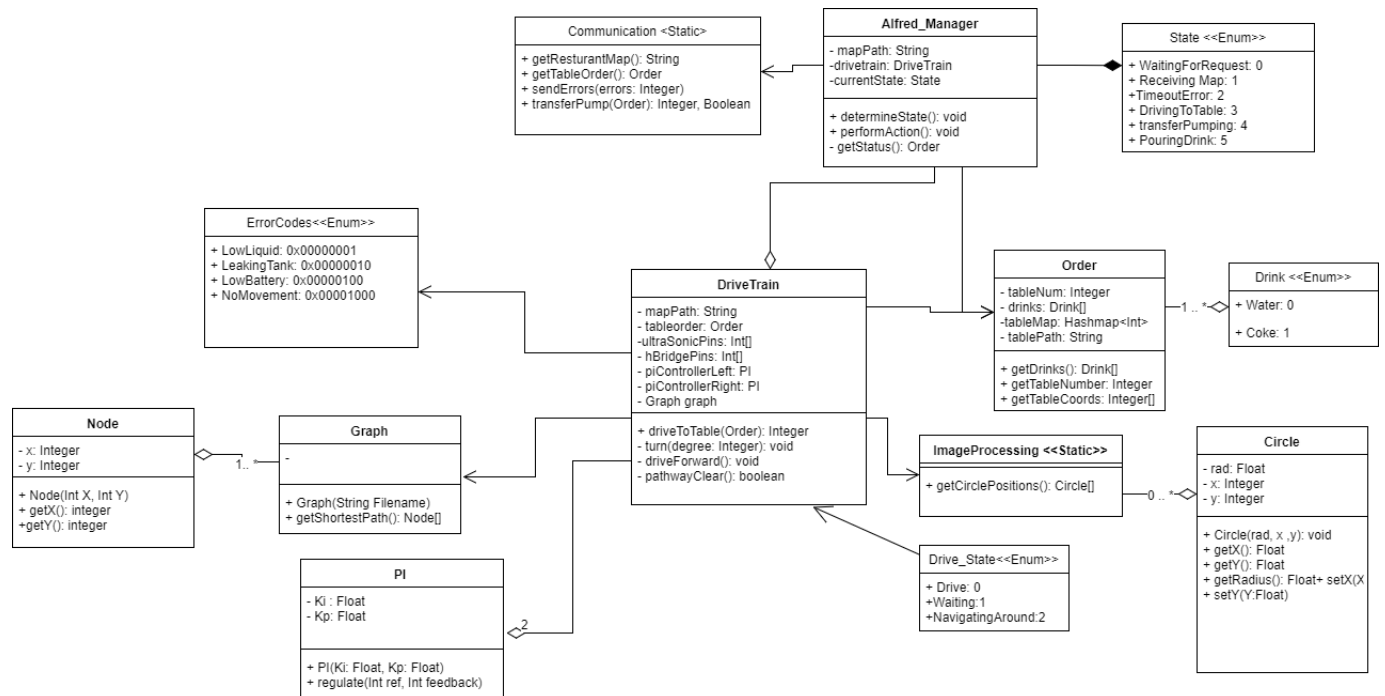 Communication <Static>
+ getResturantMap(): String
+ getTableOrder(): Order
+ sendErrors(errors: Integer)
+ transferPump(Order): Integer, Boolean
Alfred_Manager
- mapPath: String
-drivetrain: DriveTrain
-currentState: State
+ determineState(): void
+ performAction(): void
- getStatus(): Order
State <<Enum>>
+ WaitingForRequest: 0
+ Receiving Map: 1
+TimeoutError: 2
+ DrivingToTable: 3
+ transferPumping: 4
+ PouringDrink: 5
ErrorCodes<<Enum>>
+ LowLiquid: 0x00000001
+ LeakingTank: 0x00000010
+ LowBattery: 0x00000100
+ NoMovement: 0x00001000
DriveTrain
- mapPath: String
- tableorder: Order
-ultraSonicPins: Int[]
- hBridgePins: Int[]
- piControllerLeft: PI
- piControllerRight: PI
- Graph graph
+ driveToTable(Order): Integer
- turn(degree: Integer): void
- driveForward(): void
- pathwayClear(): boolean
Order
- tableNum: Integer
- drinks: Drink[]
-tableMap: Hashmap<Int>
- tablePath: String
+ getDrinks(): Drink[]
+ getTableNumber: Integer
+ getTableCoords: Integer[]
1 .. *
Drink <<Enum>>
+ Water: 0
+ Coke: 1
Node
- x: Integer
- y: Integer
+ Node(Int X, Int Y)
+ getX(): integer
+getY(): integer
1.. *
Graph
-
+ Graph(String Filename)
+ getShortestPath(): Node[]
ImageProcessing <<Static>>
+ getCirclePositions(): Circle[]
0 .. *
Circle
- rad: Float
- x: Integer
- y: Integer
+ Circle(rad, x ,y): void
+ getX(): Float
+ getY(): Float
+ getRadius(): Float+ setX(X
+ setY(Y:Float)
PI
- Ki : Float
- Kp: Float
+ PI(Ki: Float, Kp: Float)
+ regulate(Int ref, Int feedback)
2
Drive_State<<Enum>>
+ Drive: 0
+Waiting:1
+NavigatingAround:2